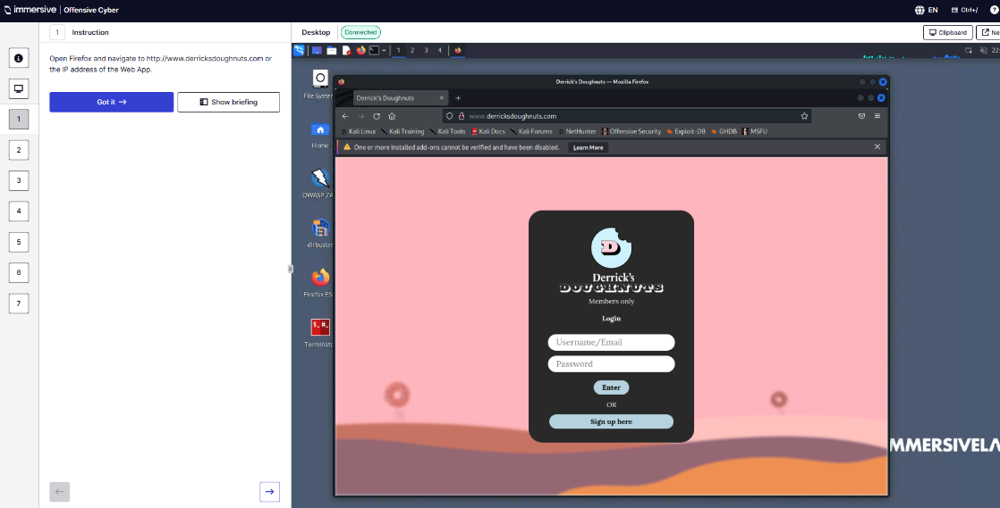 immersive | Offensive Cyber
EN
Ctrl+/
?
1
Instruction
Desktop
Connected
Clipboard
Open Firefox and navigate to http://www.derricksdoughnuts.com or
the IP address of the Web App.
Got it →
Show briefing
1
2
3
4
5
6
7
1 2 3 4
22:
File System
Home
OWASP ZA
dirbuster
Firefox ES
Terminato
Derrick's Doughnuts — Mozilla Firefox
Derrick's Doughnuts
www.derricksdoughnuts.com
Kali Linux
Kali Training
Kali Tools
Kali Docs
Kali Forums
NetHunter
Offensive Security
Exploit-DB
GHDB
MSFU
One or more installed add-ons cannot be verified and have been disabled.
Learn More
D
Derrick's
DOUGHNUTS
Members only
Login
Username/Email
Password
Enter
OR
Sign up here
MMERSIVELA